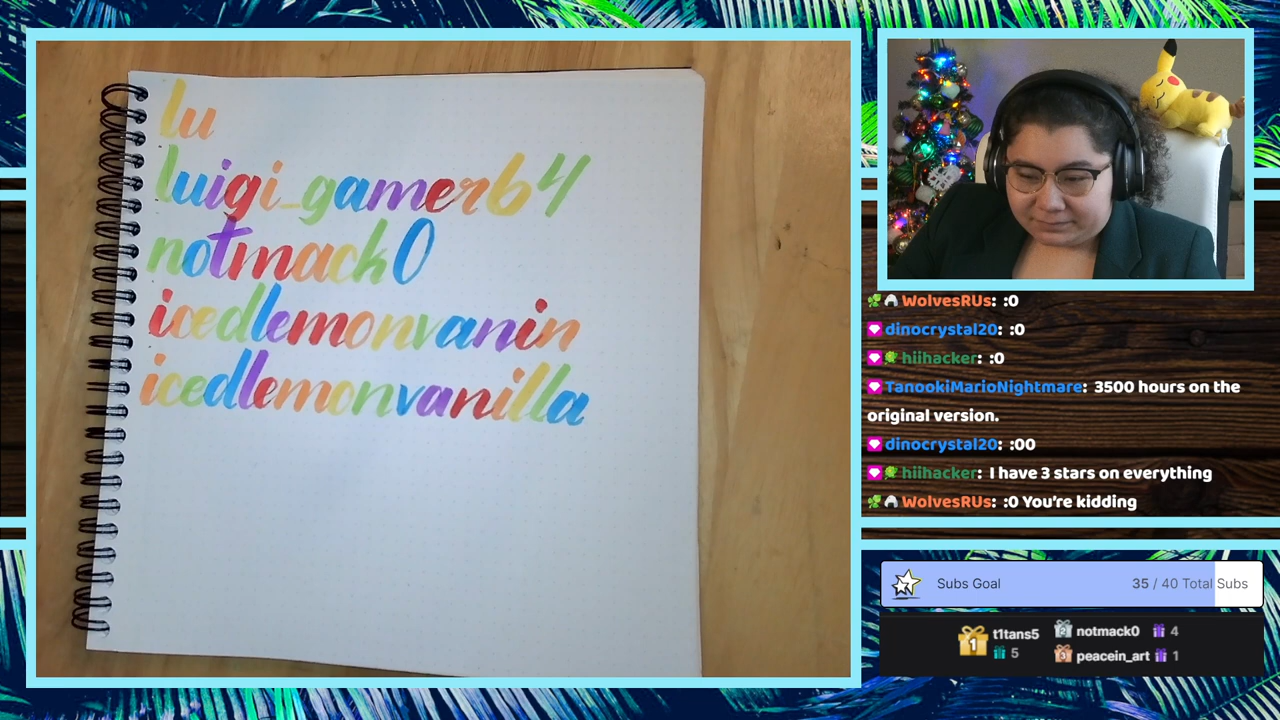 lu
luigi_gamer64
notmack0
icedlemonvanin
icedlemonvanilla
WolvesRUs: :0
dinocrystal20: :0
hiihacker: :0
TanookiMarioNightmare: 3500 hours on the
original version.
dinocrystal20: :00
hiihacker: I have 3 stars on everything
WolvesRUs: :0 You're kidding
Subs Goal 35 / 40 Total Subs
1 t1tans5 5
2 notmack0 4
3 peacein_art 1